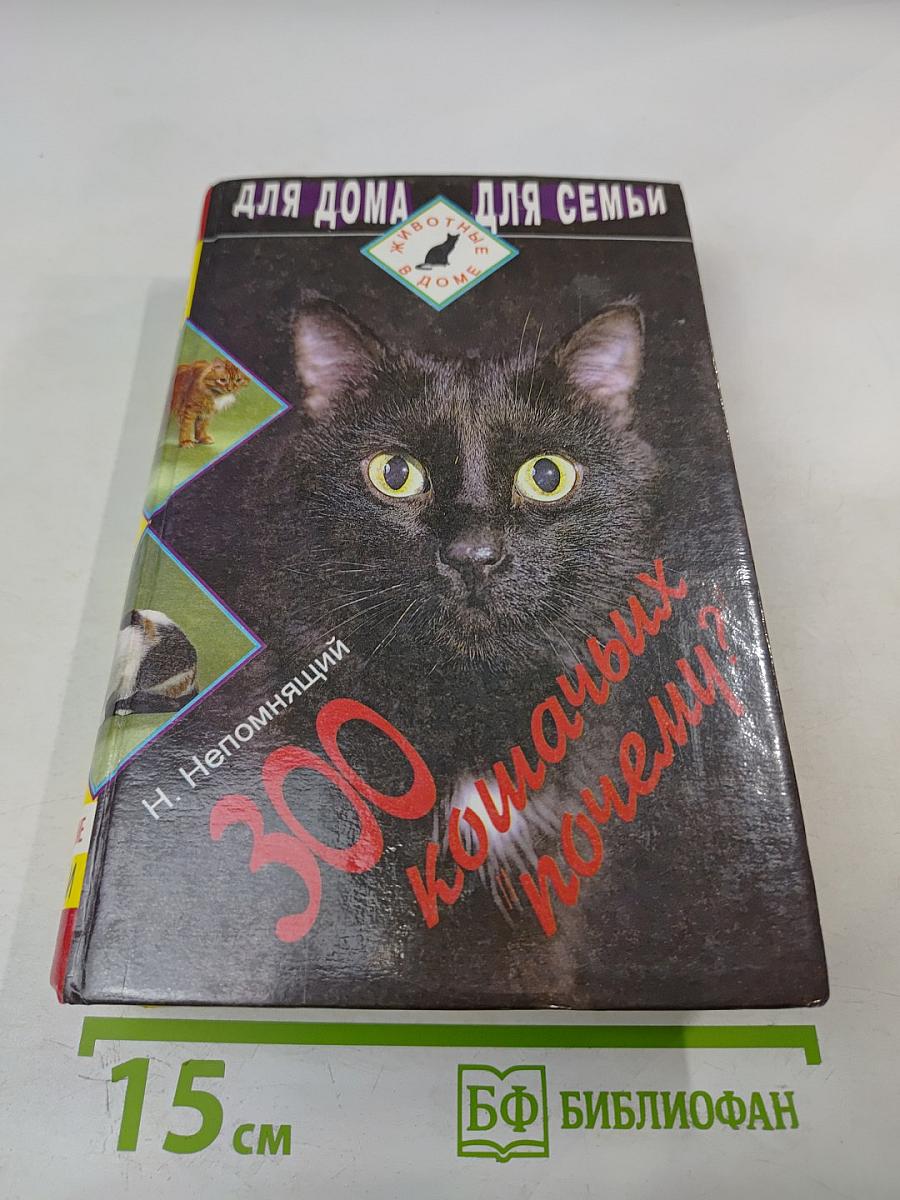 ДЛЯ ДОМА ДЛЯ СЕМЬИ
ЖИВОТНЫЕ
В ДОМЕ
Н. Непомнящий
300
кошачьих
"почему?"
15 см
БФ БИБЛИОФАН